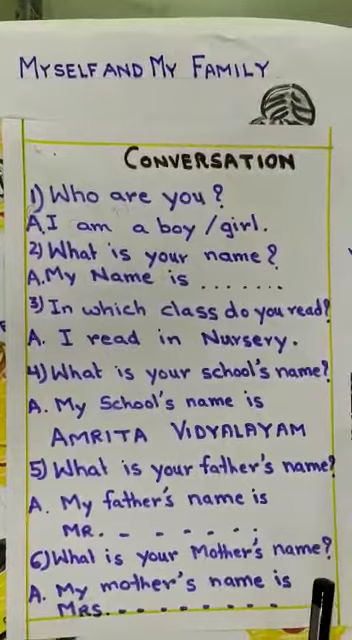 MYSELF AND MY FAMILY
CONVERSATION
1) Who are you?
A. I am a boy/girl.
2) What is your name?
A. My Name is .......
3) In which class do you read?
A. I read in Nursery.
4) What is your school's name?
A. My School's name is
AMRITA VIDYALAYAM
5) What is your father's name?
A. My father's name is
MR. - - - - - - -
6) What is your Mother's name?
A. My mother's name is
MRS. - - - - - - - - -